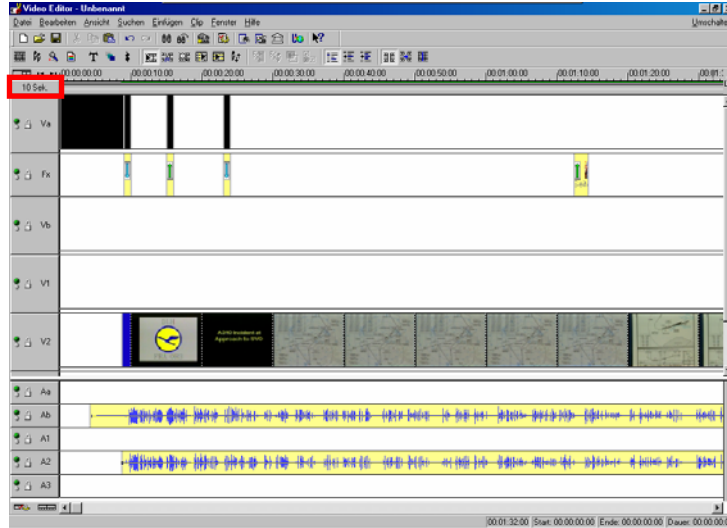 Video Editor - Unbenannt
Datei Bearbeiten Ansicht Suchen Einfügen Clip Fenster Hilfe Umschalte
00:00:00:00 00:00:10:00 00:00:20:00 00:00:30:00 00:00:40:00 00:00:50:00 00:01:00:00 00:01:10:00 00:01:20:00 00:01:
10 Sek.
Va
Fx
Vb
V1
V2
Approach to
Aa
Ab
A1
A2
A3
00:01:32:00 Start: 00:00:00:00 Ende: 00:00:00:00 Dauer: 00:00:00: